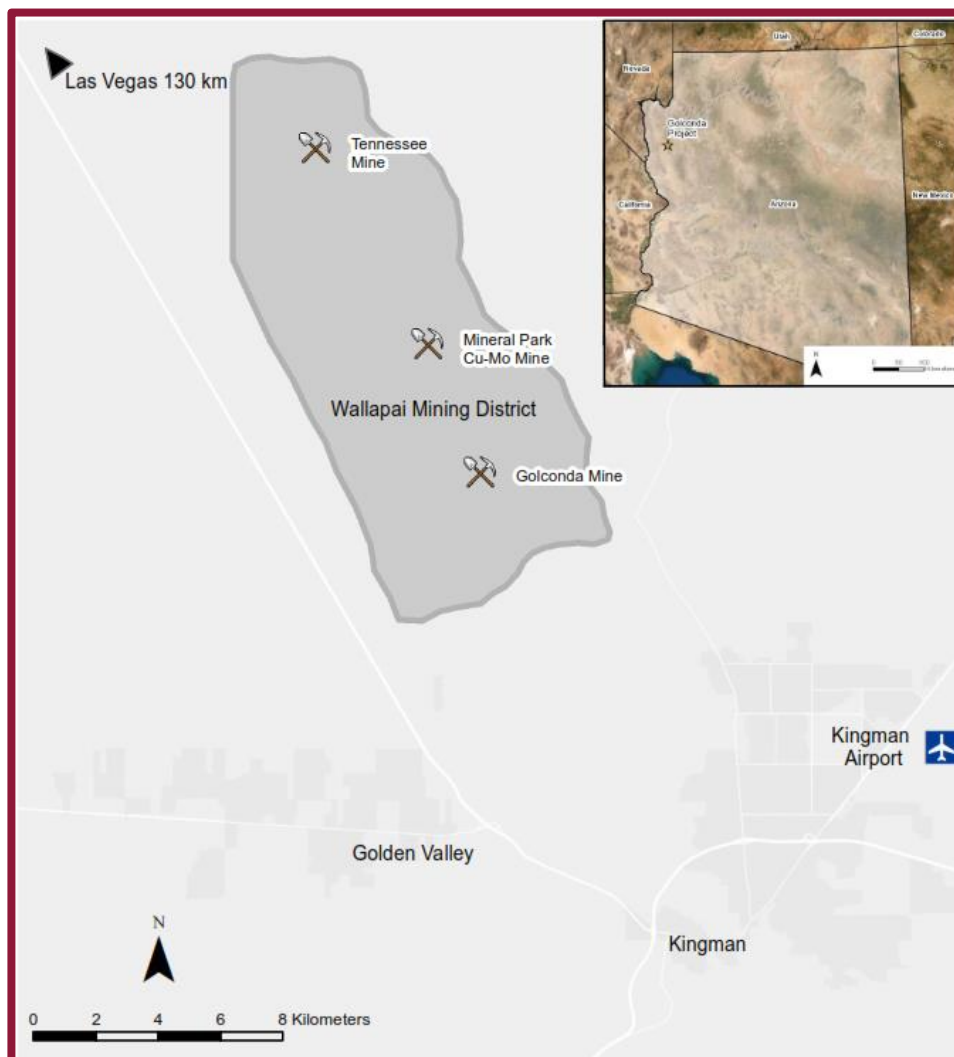 Las Vegas 130 km
Tennessee
Mine
Mineral Park
Cu-Mo Mine
Wallapai Mining District
Golconda Mine
Utah
Colorado
Nevada
Golconda
Project
California
Arizona
New Mexico
N
Kingman
Airport
Golden Valley
Kingman
N
0 2 4 6 8 Kilometers